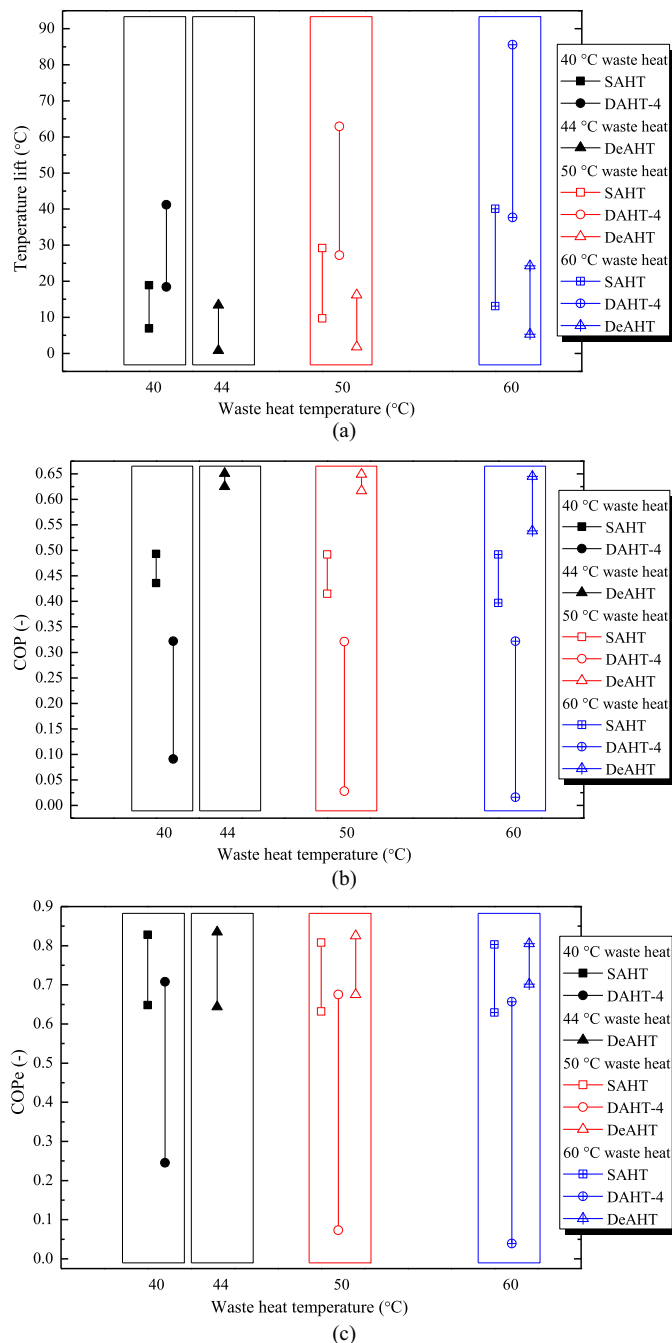 90
80
70
60
50
40
30
20
10
0
Tenperature lift (°C)
40 44 50 60
Waste heat temperature (°C)
40 °C waste heat
SAHT
DAHT-4
44 °C waste heat
DeAHT
50 °C waste heat
SAHT
DAHT-4
DeAHT
60 °C waste heat
SAHT
DAHT-4
DeAHT
(a)
0.65
0.60
0.55
0.50
0.45
0.40
0.35
0.30
0.25
0.20
0.15
0.10
0.05
0.00
COP (-)
40 44 50 60
Waste heat temperature (°C)
40 °C waste heat
SAHT
DAHT-4
44 °C waste heat
DeAHT
50 °C waste heat
SAHT
DAHT-4
DeAHT
60 °C waste heat
SAHT
DAHT-4
DeAHT
(b)
0.9
0.8
0.7
0.6
0.5
0.4
0.3
0.2
0.1
0.0
COPe (-)
40 44 50 60
Waste heat temperature (°C)
40 °C waste heat
SAHT
DAHT-4
44 °C waste heat
DeAHT
50 °C waste heat
SAHT
DAHT-4
DeAHT
60 °C waste heat
SAHT
DAHT-4
DeAHT
(c)